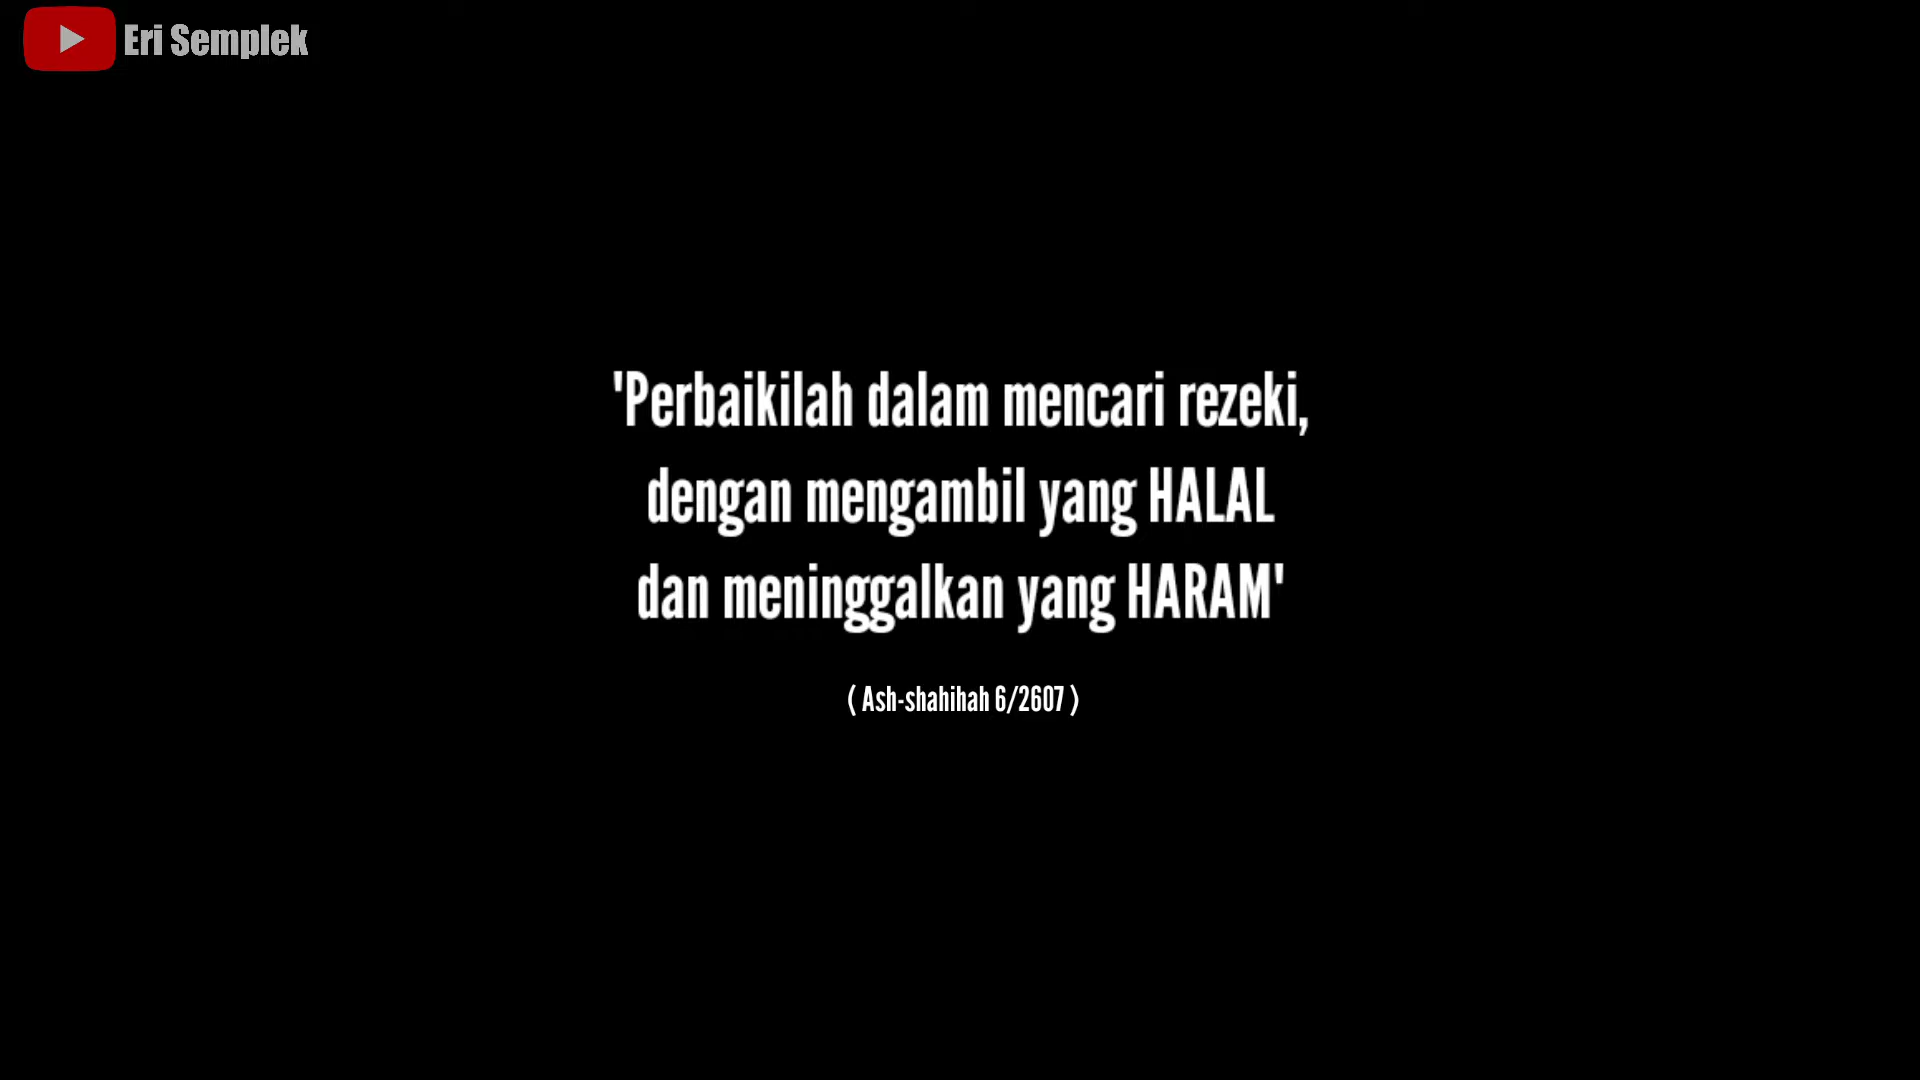 Eri Semplek
'Perbaikilah dalam mencari rezeki,
dengan mengambil yang HALAL
dan meninggalkan yang HARAM'
( Ash-shahihah 6/2607 )